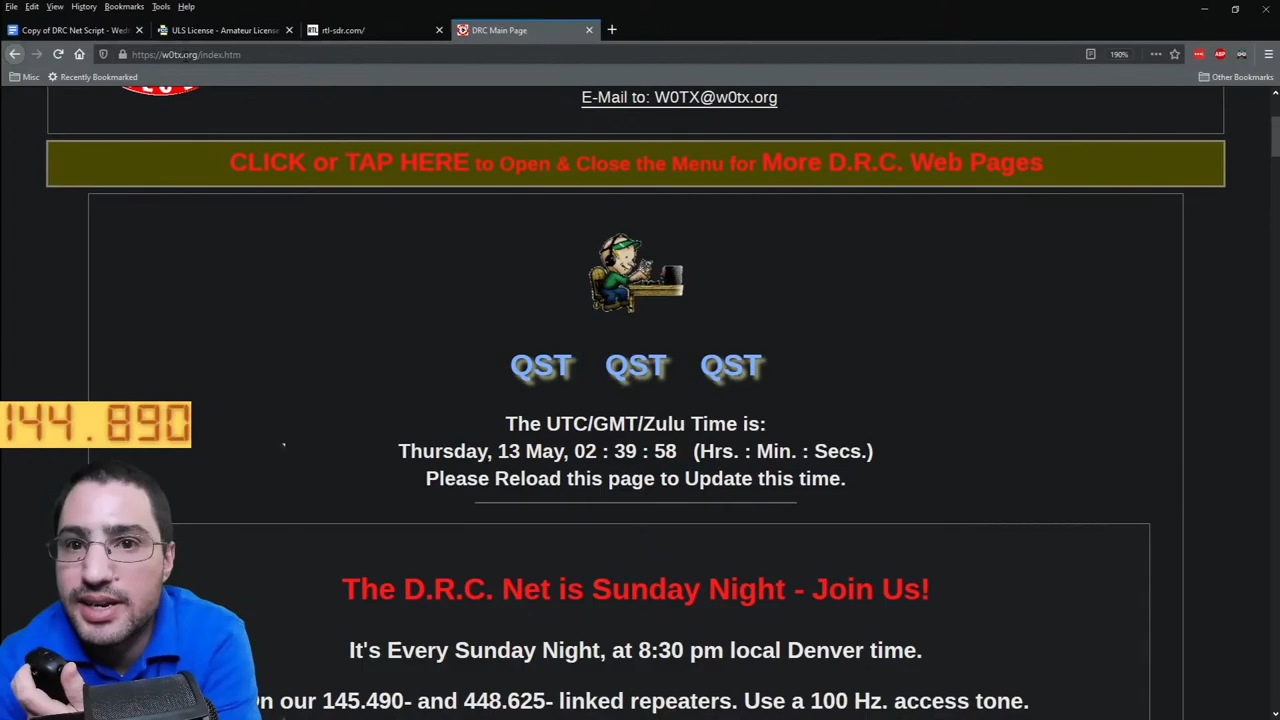 File Edit View History Bookmarks Tools Help
Copy of DRC Net Script - Wedn
ULS License - Amateur License
RTL rtl-sdr.com/
DRC Main Page
https://w0tx.org/index.htm
190%
ABP
Misc
Recently Bookmarked
Other Bookmarks
E-Mail to: W0TX@w0tx.org
CLICK or TAP HERE to Open & Close the Menu for More D.R.C. Web Pages
QST QST QST
The UTC/GMT/Zulu Time is:
Thursday, 13 May, 02 : 39 : 58 (Hrs. : Min. : Secs.)
Please Reload this page to Update this time.
144.890
The D.R.C. Net is Sunday Night - Join Us!
It's Every Sunday Night, at 8:30 pm local Denver time.
On our 145.490- and 448.625- linked repeaters. Use a 100 Hz. access tone.